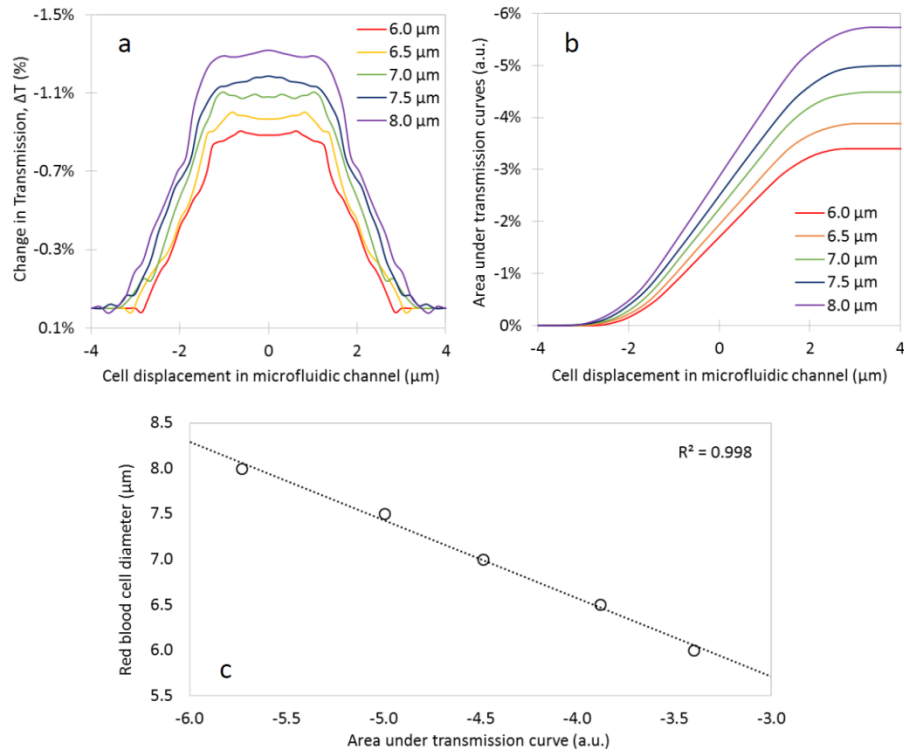 a
-1.5%
-1.1%
-0.7%
-0.3%
0.1%
Change in Transmission, ΔT (%)
6.0 µm
6.5 µm
7.0 µm
7.5 µm
8.0 µm
-4
-2
0
2
4
Cell displacement in microfluidic channel (µm)
b
-6%
-5%
-4%
-3%
-2%
-1%
0%
Area under transmission curves (a.u.)
6.0 µm
6.5 µm
7.0 µm
7.5 µm
8.0 µm
-4
-2
0
2
4
Cell displacement in microfluidic channel (µm)
8.5
8.0
7.5
7.0
6.5
6.0
5.5
Red blood cell diameter (µm)
R² = 0.998
c
-6.0
-5.5
-5.0
-4.5
-4.0
-3.5
-3.0
Area under transmission curve (a.u.)